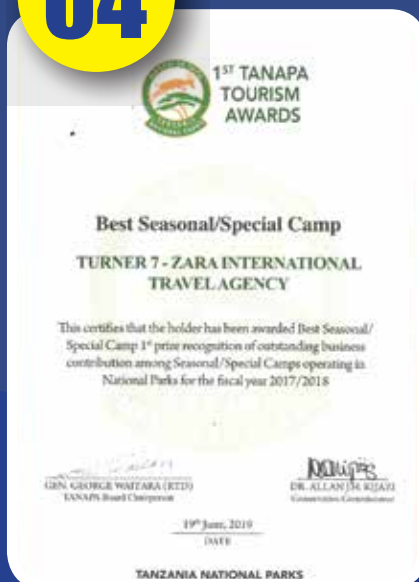 04
1ST TANAPA
TOURISM
AWARDS
Best Seasonal/Special Camp
TURNER 7 - ZARA INTERNATIONAL
TRAVEL AGENCY
This certifies that the holder has been awarded Best Seasonal/
Special Camp 1st prize recognition of outstanding business
contribution among Seasonal/Special Camps operating in
National Parks for the fiscal year 2017/2018
GEN. GEORGE WAITARA (RTD)
TANAPA Board Chairperson
DR. ALLAN J.H. KIJAZI
Conservation Commissioner
19th June, 2019
DATE
TANZANIA NATIONAL PARKS